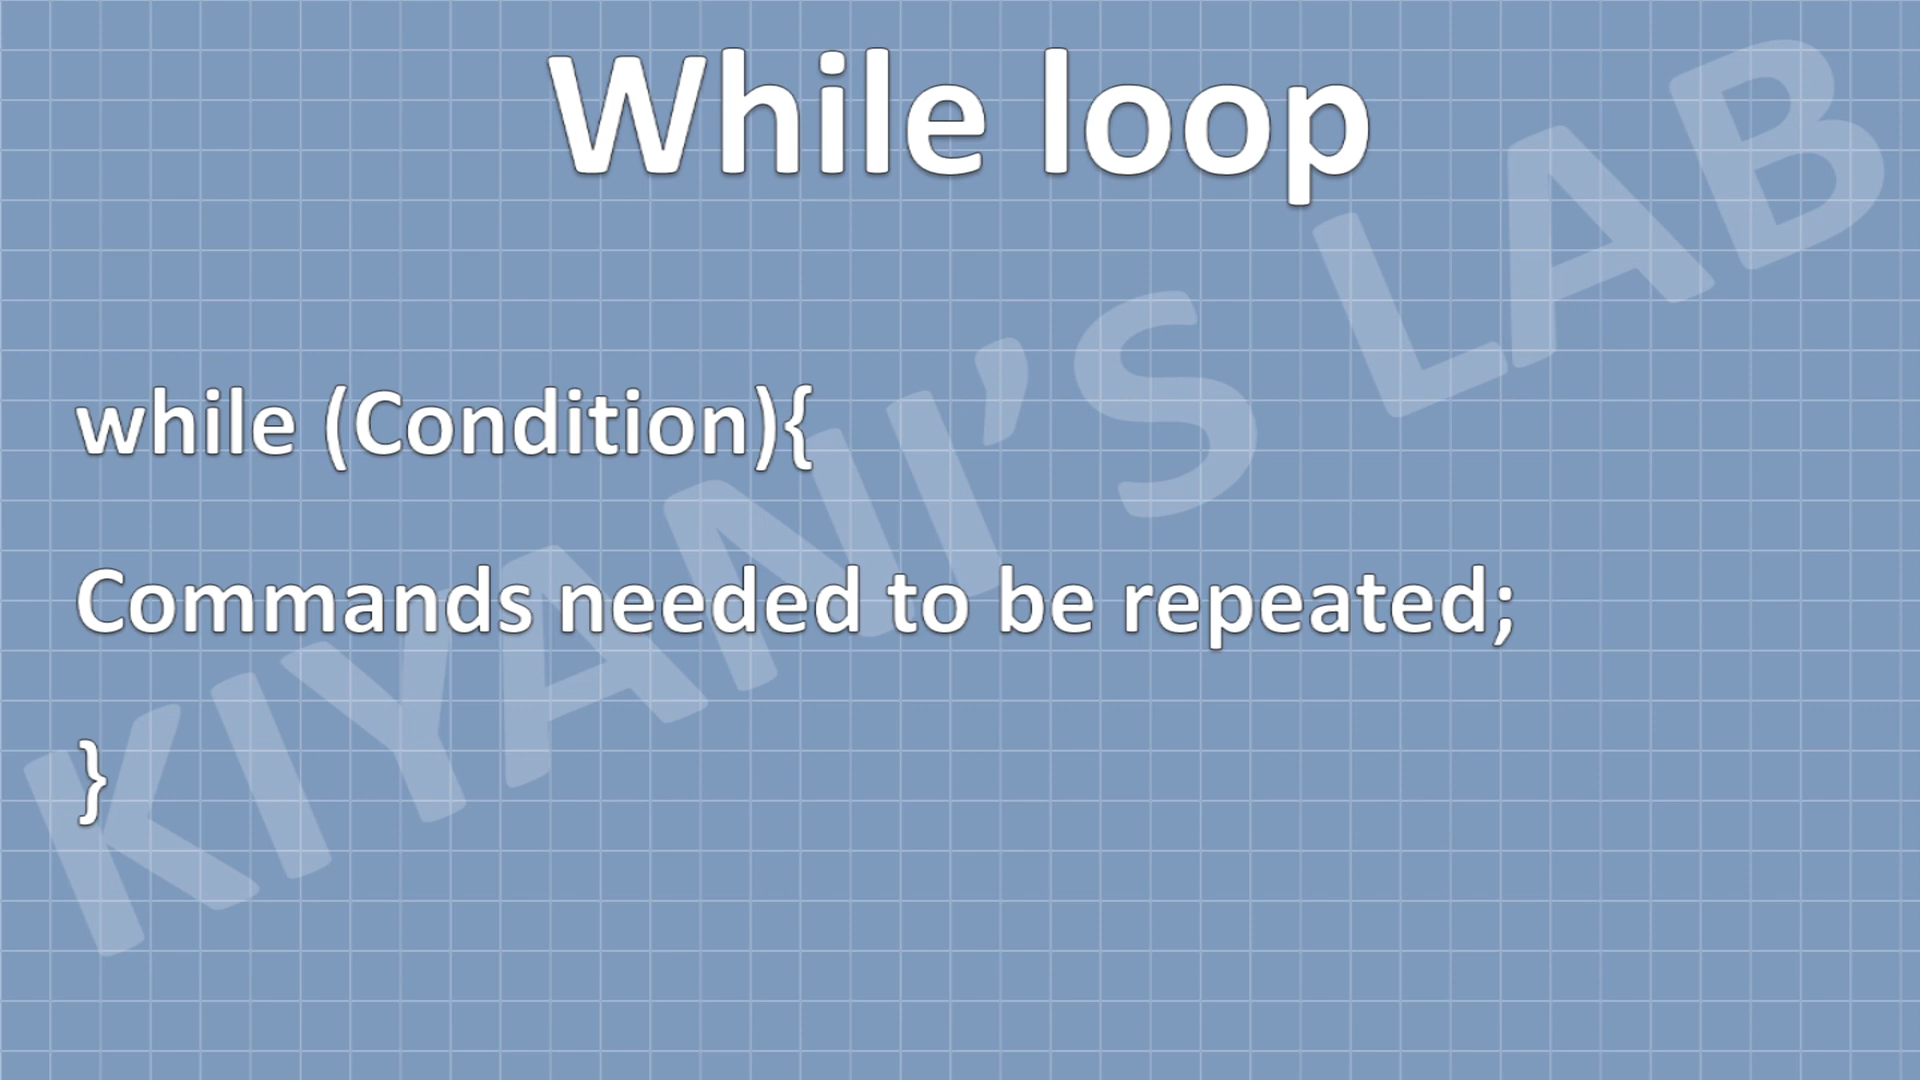 While loop
while (Condition){
Commands needed to be repeated;
}
KIYANI’S LAB